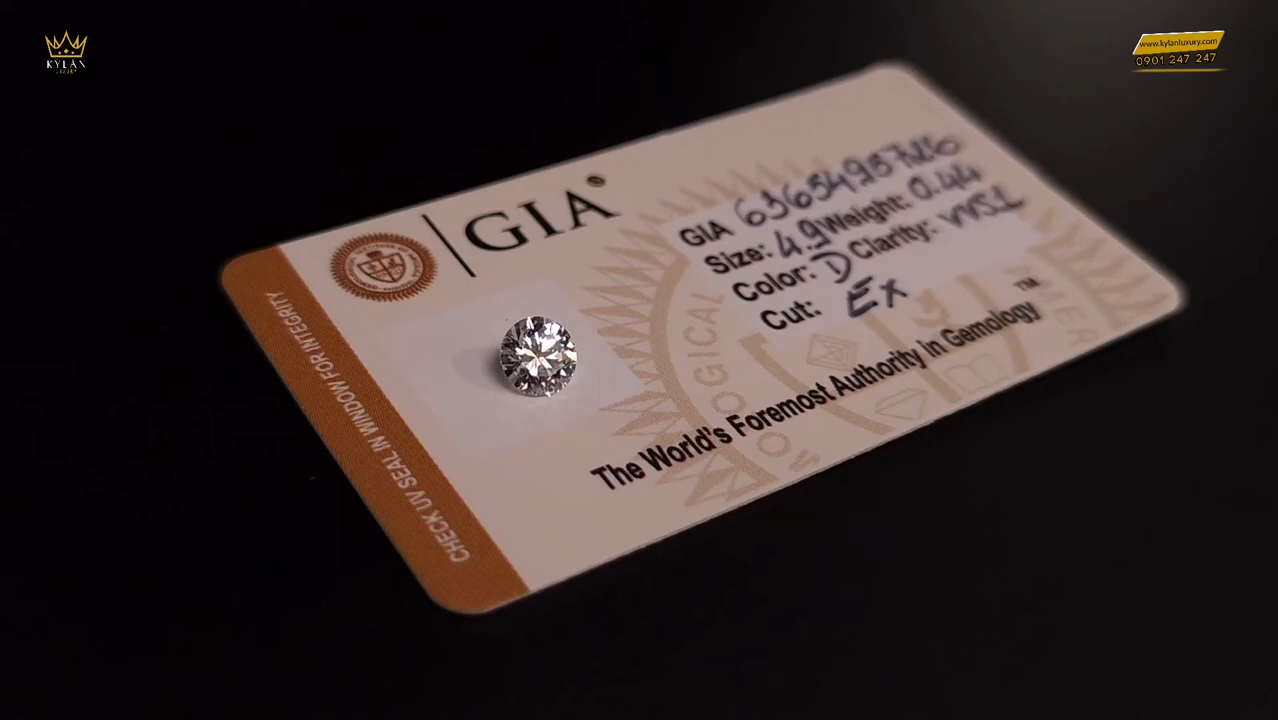 KYLAN
www.kylanluxury.com
0901 247 247
GIA®
GIA
Size: 4.9 Weight: 0.44
Color: D Clarity: VVS1
Cut: Ex
The World's Foremost Authority in Gemology™
CHECK UV SEAL IN WINDOW FOR INTEGRITY
OGICAL